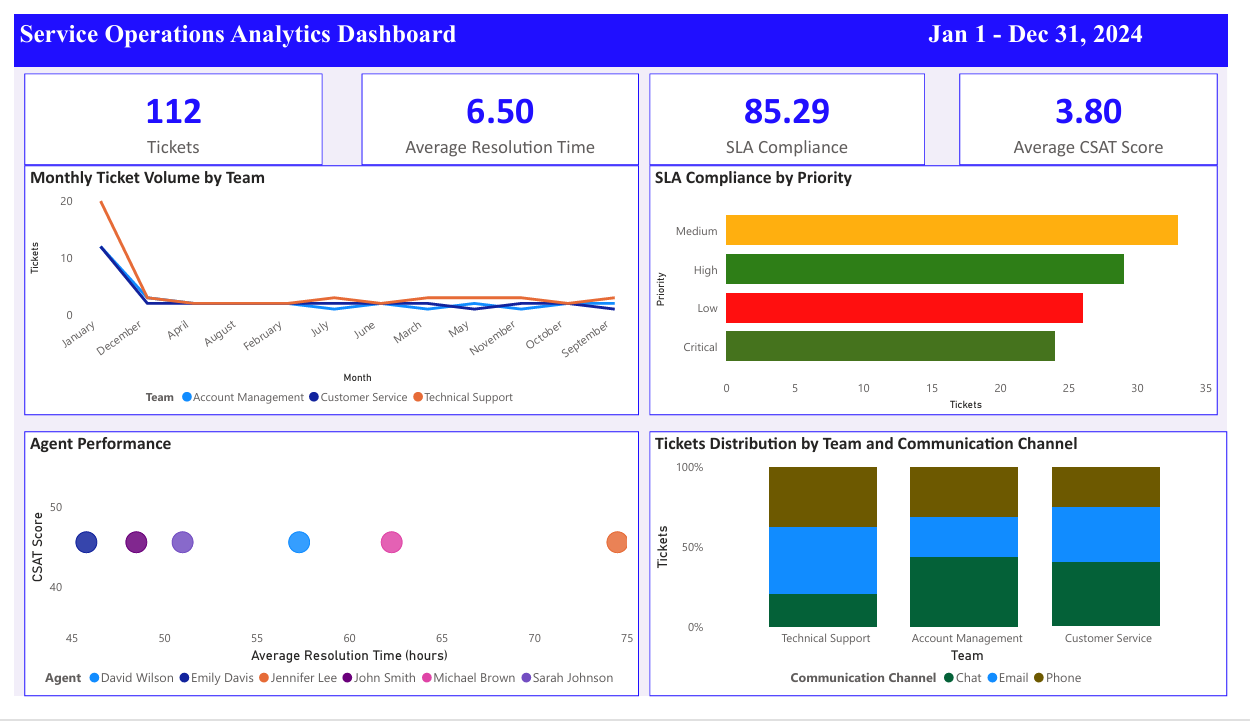 Service Operations Analytics Dashboard
Jan 1 - Dec 31, 2024
112
Tickets
6.50
Average Resolution Time
85.29
SLA Compliance
3.80
Average CSAT Score
Monthly Ticket Volume by Team
20
10
0
Tickets
January
December
April
August
February
July
June
March
May
November
October
September
Month
Team Account Management Customer Service Technical Support
SLA Compliance by Priority
Priority
Medium
High
Low
Critical
0 5 10 15 20 25 30 35
Tickets
Agent Performance
CSAT Score
50
40
45 50 55 60 65 70 75
Average Resolution Time (hours)
Agent David Wilson Emily Davis Jennifer Lee John Smith Michael Brown Sarah Johnson
Tickets Distribution by Team and Communication Channel
Tickets
100%
50%
0%
Technical Support Account Management Customer Service
Team
Communication Channel Chat Email Phone